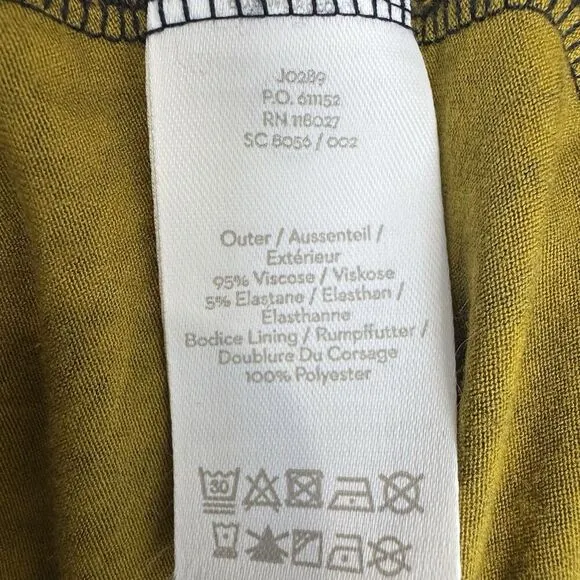 J0289
P.O. 611152
RN 118027
SC 8056 / 002
Outer / Aussenteil /
Extérieur
95% Viscose / Viskose
5% Elastane / Elasthan /
Elasthanne
Bodice Lining / Rumpffutter /
Doublure Du Corsage
100% Polyester
30